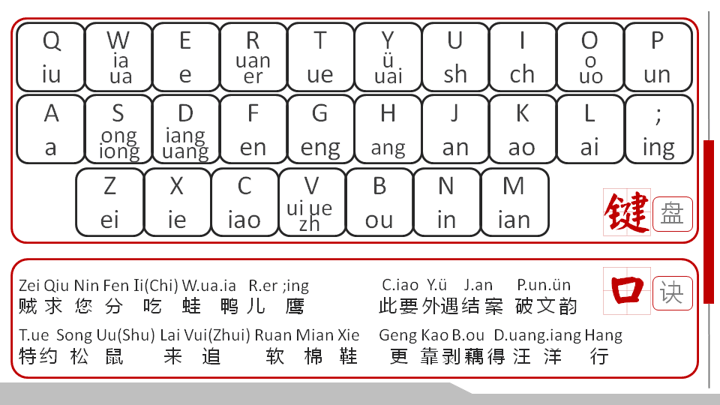 Q W E R T Y U I O P
iu ia ua e uan er ue ü uai sh ch o uo un
A S D F G H J K L ;
a ong iong iang uang en eng ang an ao ai ing
Z X C V B N M
ei ie iao ui ue zh ou in ian
键盘
Zei Qiu Nin Fen Ii(Chi) W.ua.ia R.er ;ing
贼 求 您 分 吃 蛙 鸭 儿 鹰
C.iao Y.ü J.an P.un.ün
此要外遇结案 破文韵
T.ue Song Uu(Shu) Lai Vui(Zhui) Ruan Mian Xie
特约 松 鼠 来 追 软 棉 鞋
Geng Kao B.ou D.uang.iang Hang
更 靠剥藕得汪 洋 行
口诀